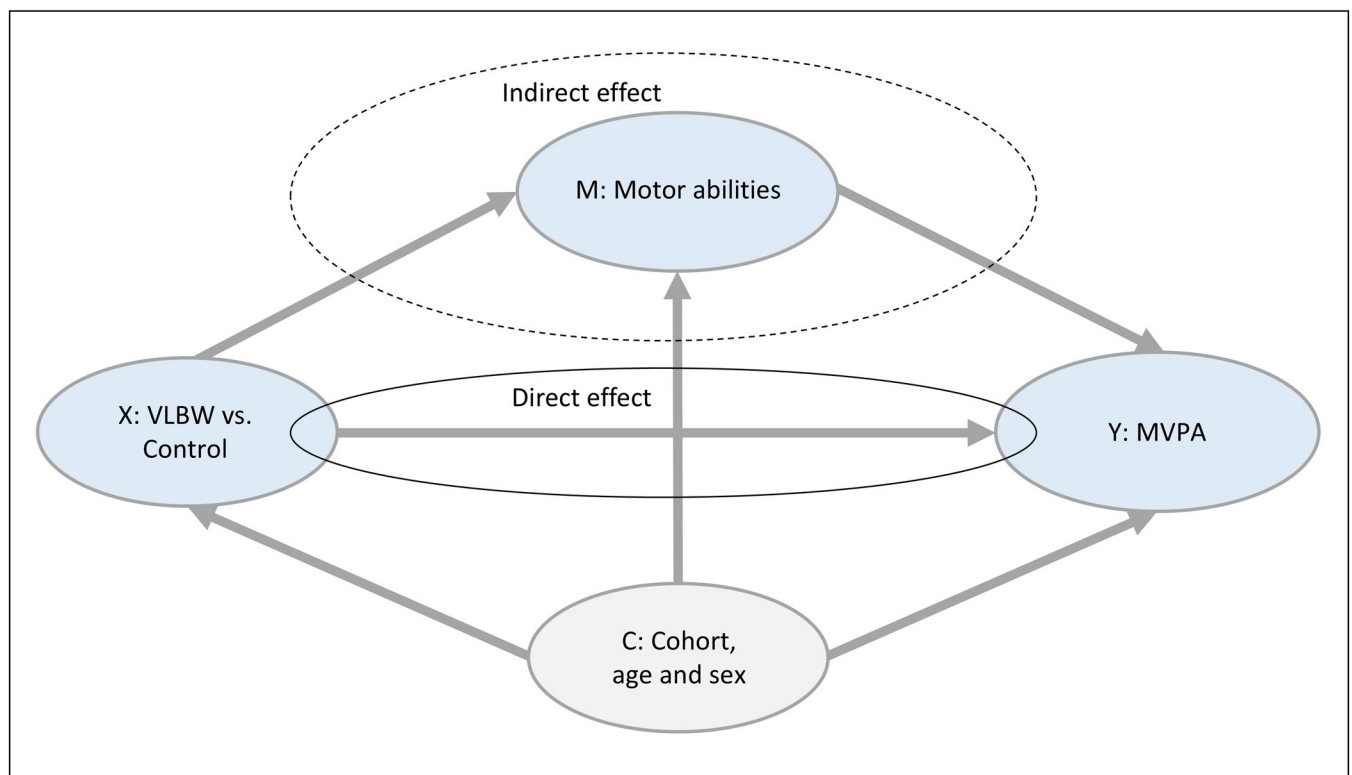 Indirect effect
M: Motor abilities
Direct effect
X: VLBW vs.
Control
Y: MVPA
C: Cohort,
age and sex